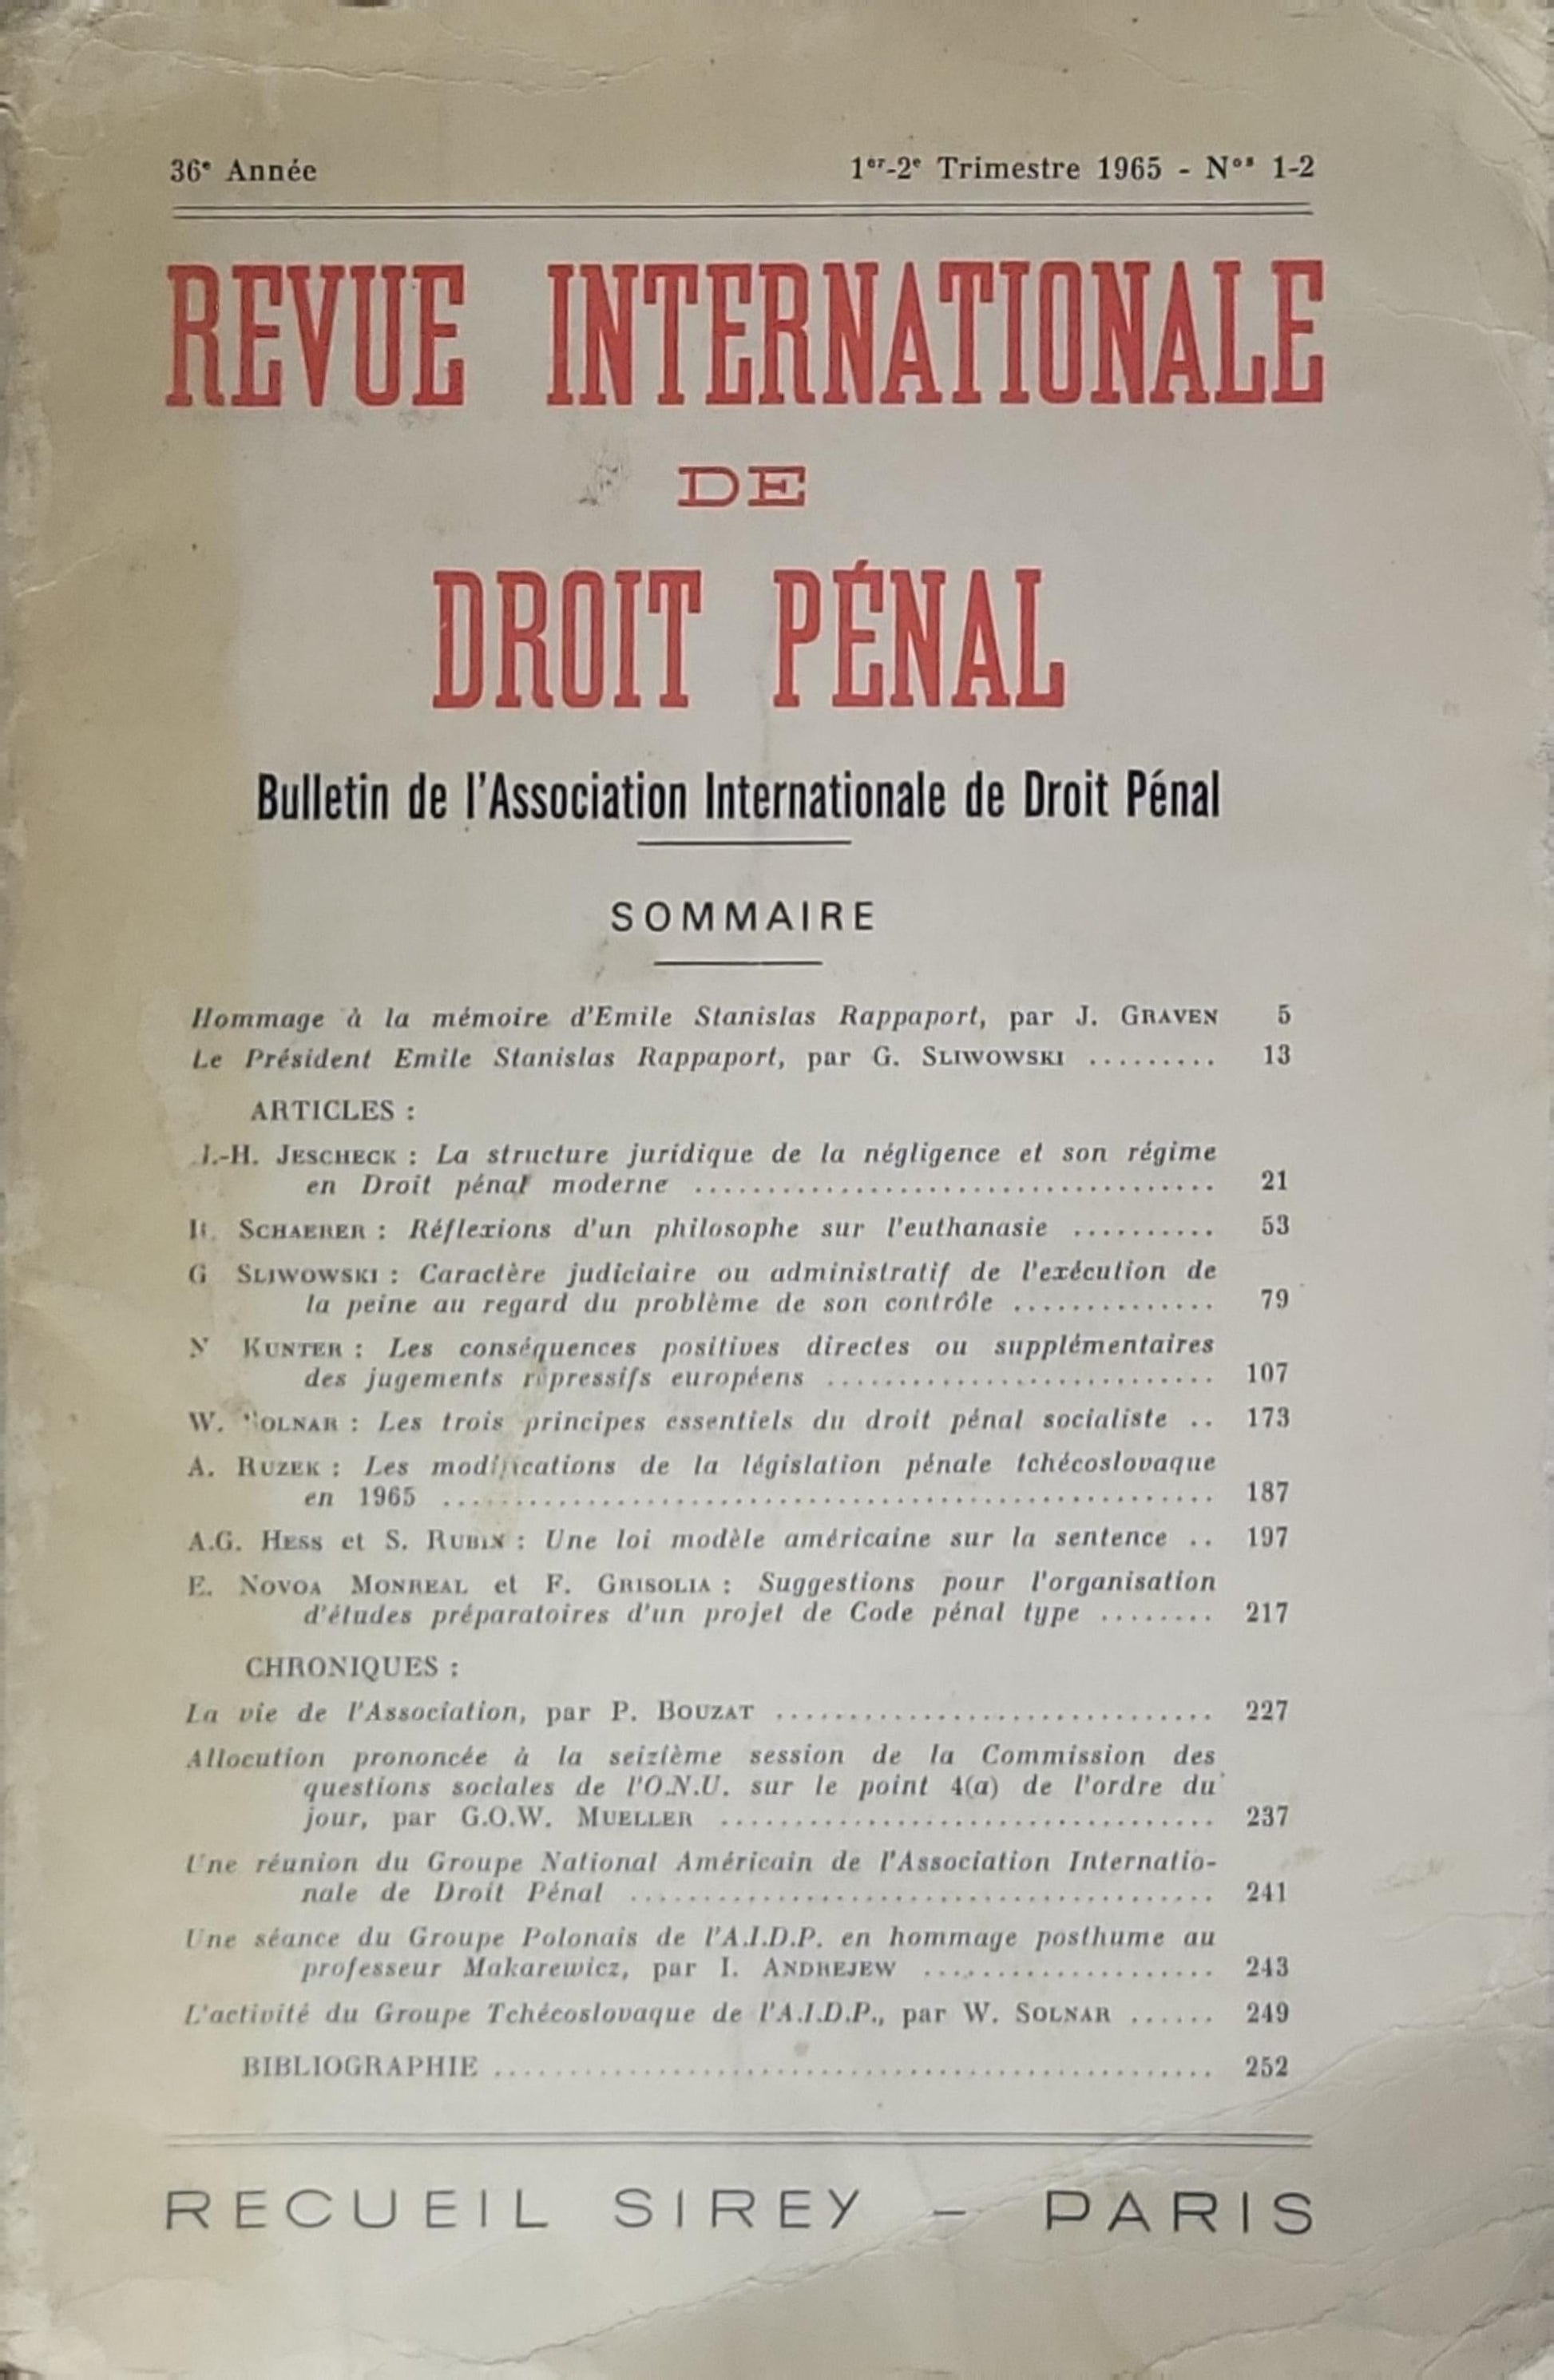 36e Année 1er-2e Trimestre 1965 - Nos 1-2
REVUE INTERNATIONALE
DE
DROIT PÉNAL
Bulletin de l'Association Internationale de Droit Pénal
SOMMAIRE
Hommage à la mémoire d'Emile Stanislas Rappaport, par J. GRAVEN 5
Le Président Emile Stanislas Rappaport, par G. SLIWOWSKI ......... 13
ARTICLES :
J.-H. JESCHECK : La structure juridique de la négligence et son régime
en Droit pénal moderne .................................... 21
R. SCHAERER : Réflexions d'un philosophe sur l'euthanasie .......... 53
G SLIWOWSKI : Caractère judiciaire ou administratif de l'exécution de
la peine au regard du problème de son contrôle .............. 79
N KUNTER : Les conséquences positives directes ou supplémentaires
des jugements répressifs européens ........................... 107
W. SOLNAR : Les trois principes essentiels du droit pénal socialiste .. 173
A. RUZEK : Les modifications de la législation pénale tchécoslovaque
en 1965 ..................................................... 187
A.G. HESS et S. RUBIN : Une loi modèle américaine sur la sentence .. 197
E. NOVOA MONREAL et F. GRISOLIA : Suggestions pour l'organisation
d'études préparatoires d'un projet de Code pénal type ........ 217
CHRONIQUES :
La vie de l'Association, par P. BOUZAT .............................. 227
Allocution prononcée à la seizième session de la Commission des
questions sociales de l'O.N.U. sur le point 4(a) de l'ordre du
jour, par G.O.W. MUELLER .................................. 237
Une réunion du Groupe National Américain de l'Association Internatio-
nale de Droit Pénal ........................................ 241
Une séance du Groupe Polonais de l'A.I.D.P. en hommage posthume au
professeur Makarewicz, par I. ANDREJEW .................... 243
L'activité du Groupe Tchécoslovaque de l'A.I.D.P., par W. SOLNAR ...... 249
BIBLIOGRAPHIE .................................................. 252
RECUEIL SIREY - PARIS